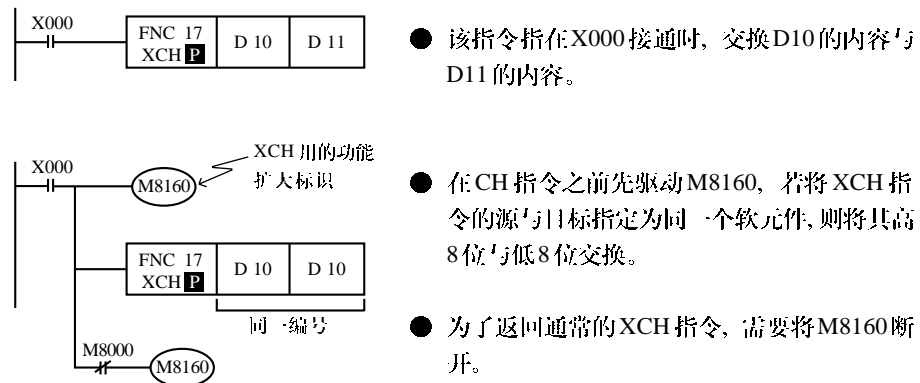 X000
FNC 17
XCH P
D 10
D 11
● 该指令指在X000接通时, 交换D10的内容与
D11的内容。
X000
M8160
XCH 用的功能
扩大标识
FNC 17
XCH P
D 10
D 10
同一编号
M8000
M8160
● 在CH指令之前先驱动M8160, 若将XCH指
令的源与目标指定为同一个软元件, 则将其高
8位与低8位交换。
● 为了返回通常的XCH指令, 需要将M8160断
开。